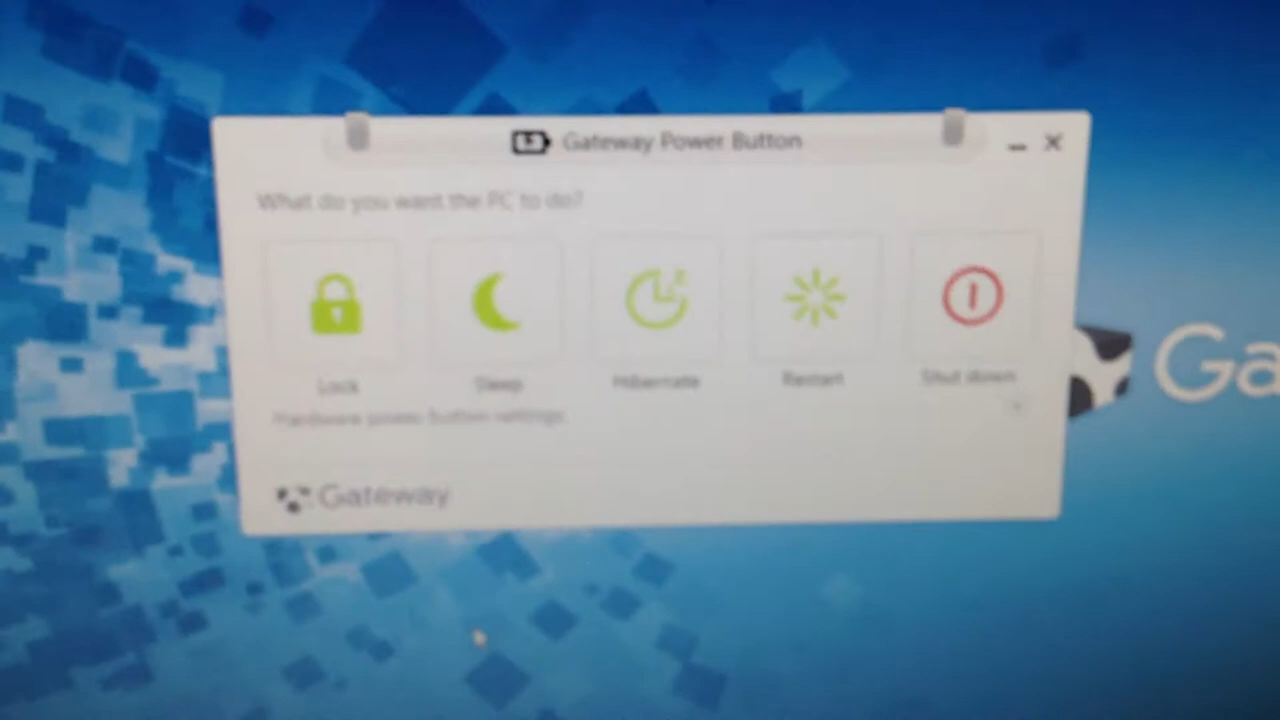 Gateway Power Button
What do you want the PC to do?
Lock Sleep Hibernate Restart Shut down
Hardware power button settings
Gateway
Ga